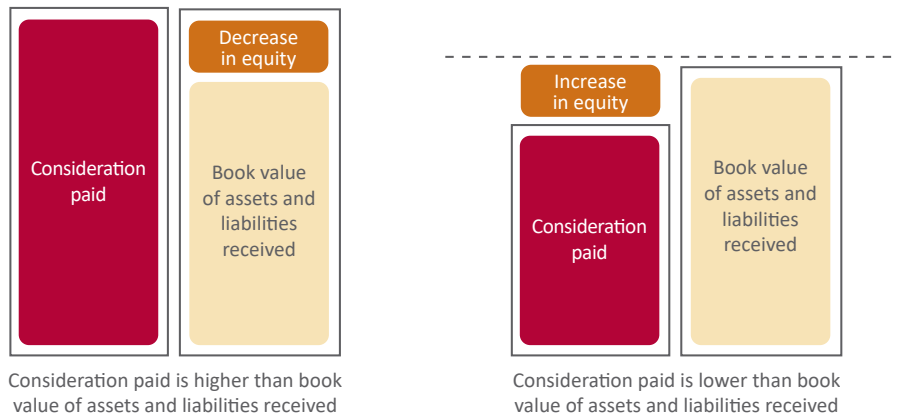 Consideration
paid
Decrease
in equity
Book value
of assets and
liabilities
received
Consideration paid is higher than book
value of assets and liabilities received
Increase
in equity
Consideration
paid
Book value
of assets and
liabilities
received
Consideration paid is lower than book
value of assets and liabilities received